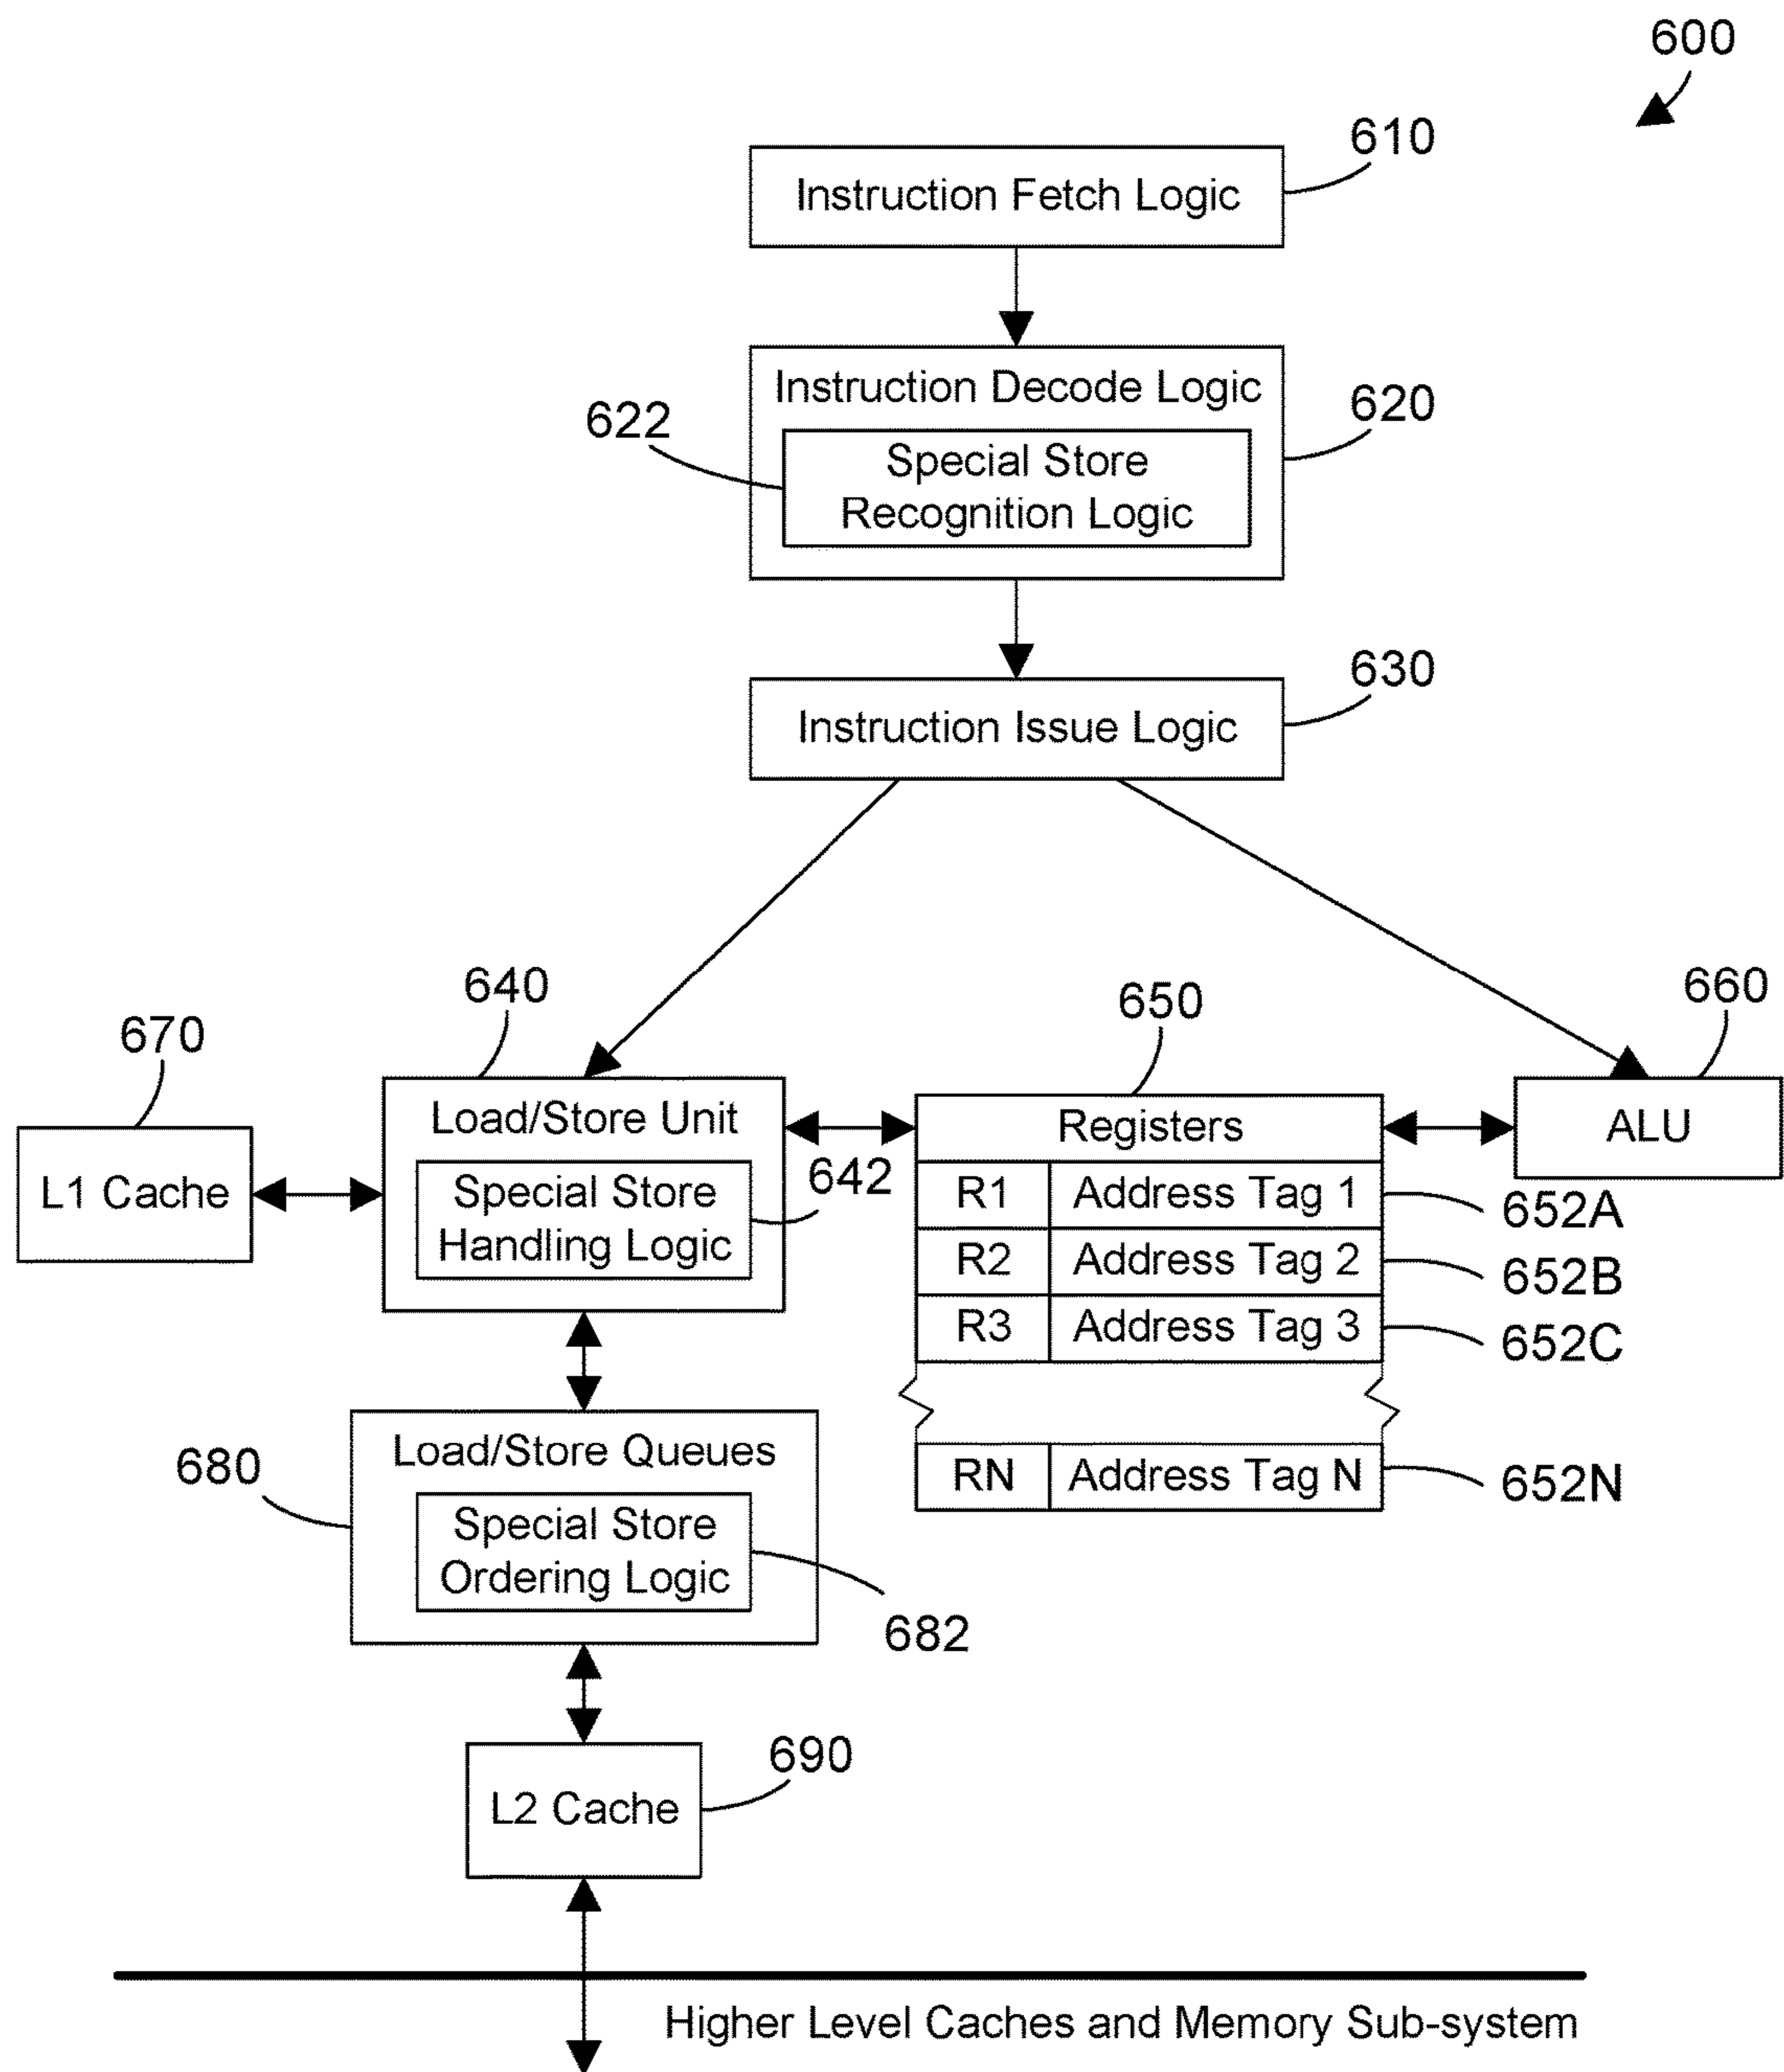 600
610
Instruction Fetch Logic
Instruction Decode Logic
620
622
Special Store
Recognition Logic
630
Instruction Issue Logic
640
650
660
670
Load/Store Unit
Registers
ALU
L1 Cache
Special Store
Handling Logic
642
R1 Address Tag 1
652A
R2 Address Tag 2
652B
R3 Address Tag 3
652C
Load/Store Queues
680
RN Address Tag N
652N
Special Store
Ordering Logic
682
690
L2 Cache
Higher Level Caches and Memory Sub-system